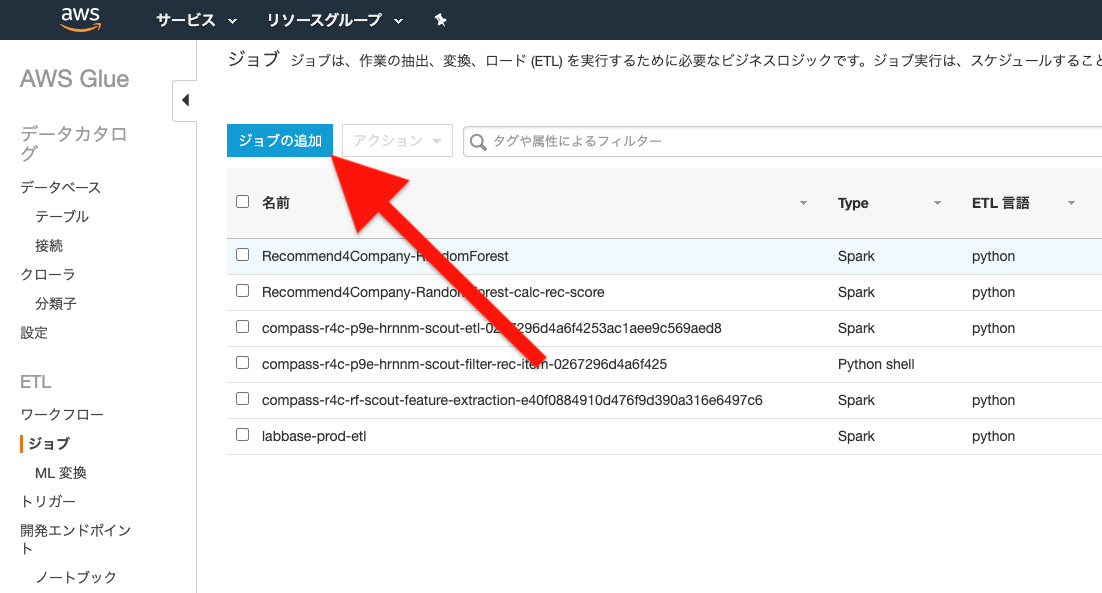 aws サービス リソースグループ
AWS Glue
データカタロ
グ
データベース
テーブル
接続
クローラ
分類子
設定
ETL
ワークフロー
ジョブ
ML 変換
トリガー
開発エンドポイン
ト
ノートブック
ジョブ ジョブは、作業の抽出、変換、ロード (ETL) を実行するために必要なビジネスロジックです。ジョブ実行は、スケジュールすること
ジョブの追加 アクション タグや属性によるフィルター
名前 Type ETL 言語
Recommend4Company-RandomForest Spark python
Recommend4Company-RandomForest-calc-rec-score Spark python
compass-r4c-p9e-hrnnm-scout-etl-0267296d4a6f4253ac1aee9c569aed8 Spark python
compass-r4c-p9e-hrnnm-scout-filter-rec-item-0267296d4a6f425 Python shell
compass-r4c-rf-scout-feature-extraction-e40f0884910d476f9d390a316e6497c6 Spark python
labbase-prod-etl Spark python